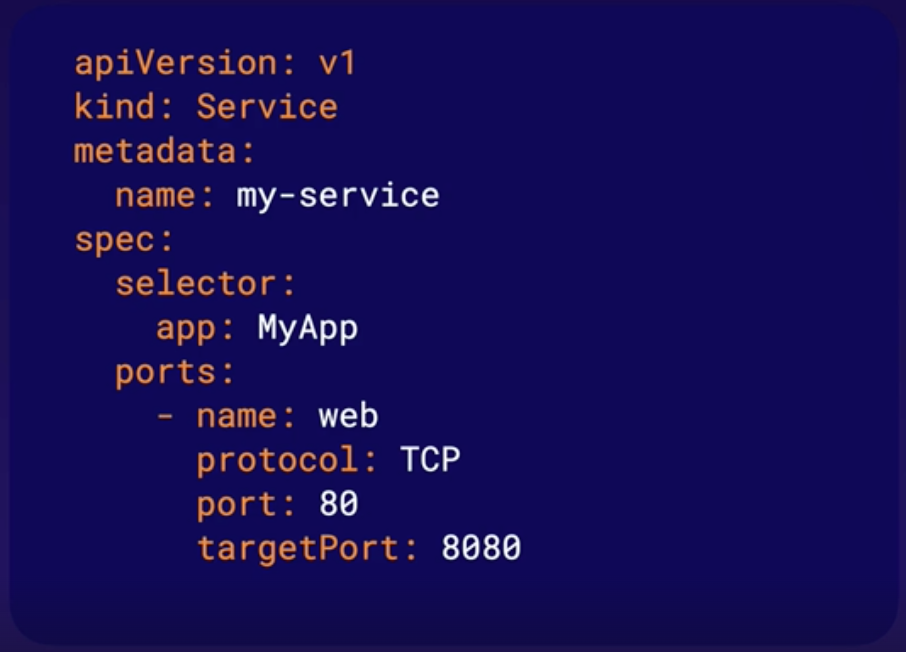 apiVersion: v1
kind: Service
metadata:
  name: my-service
spec:
  selector:
    app: MyApp
  ports:
    - name: web
      protocol: TCP
      port: 80
      targetPort: 8080